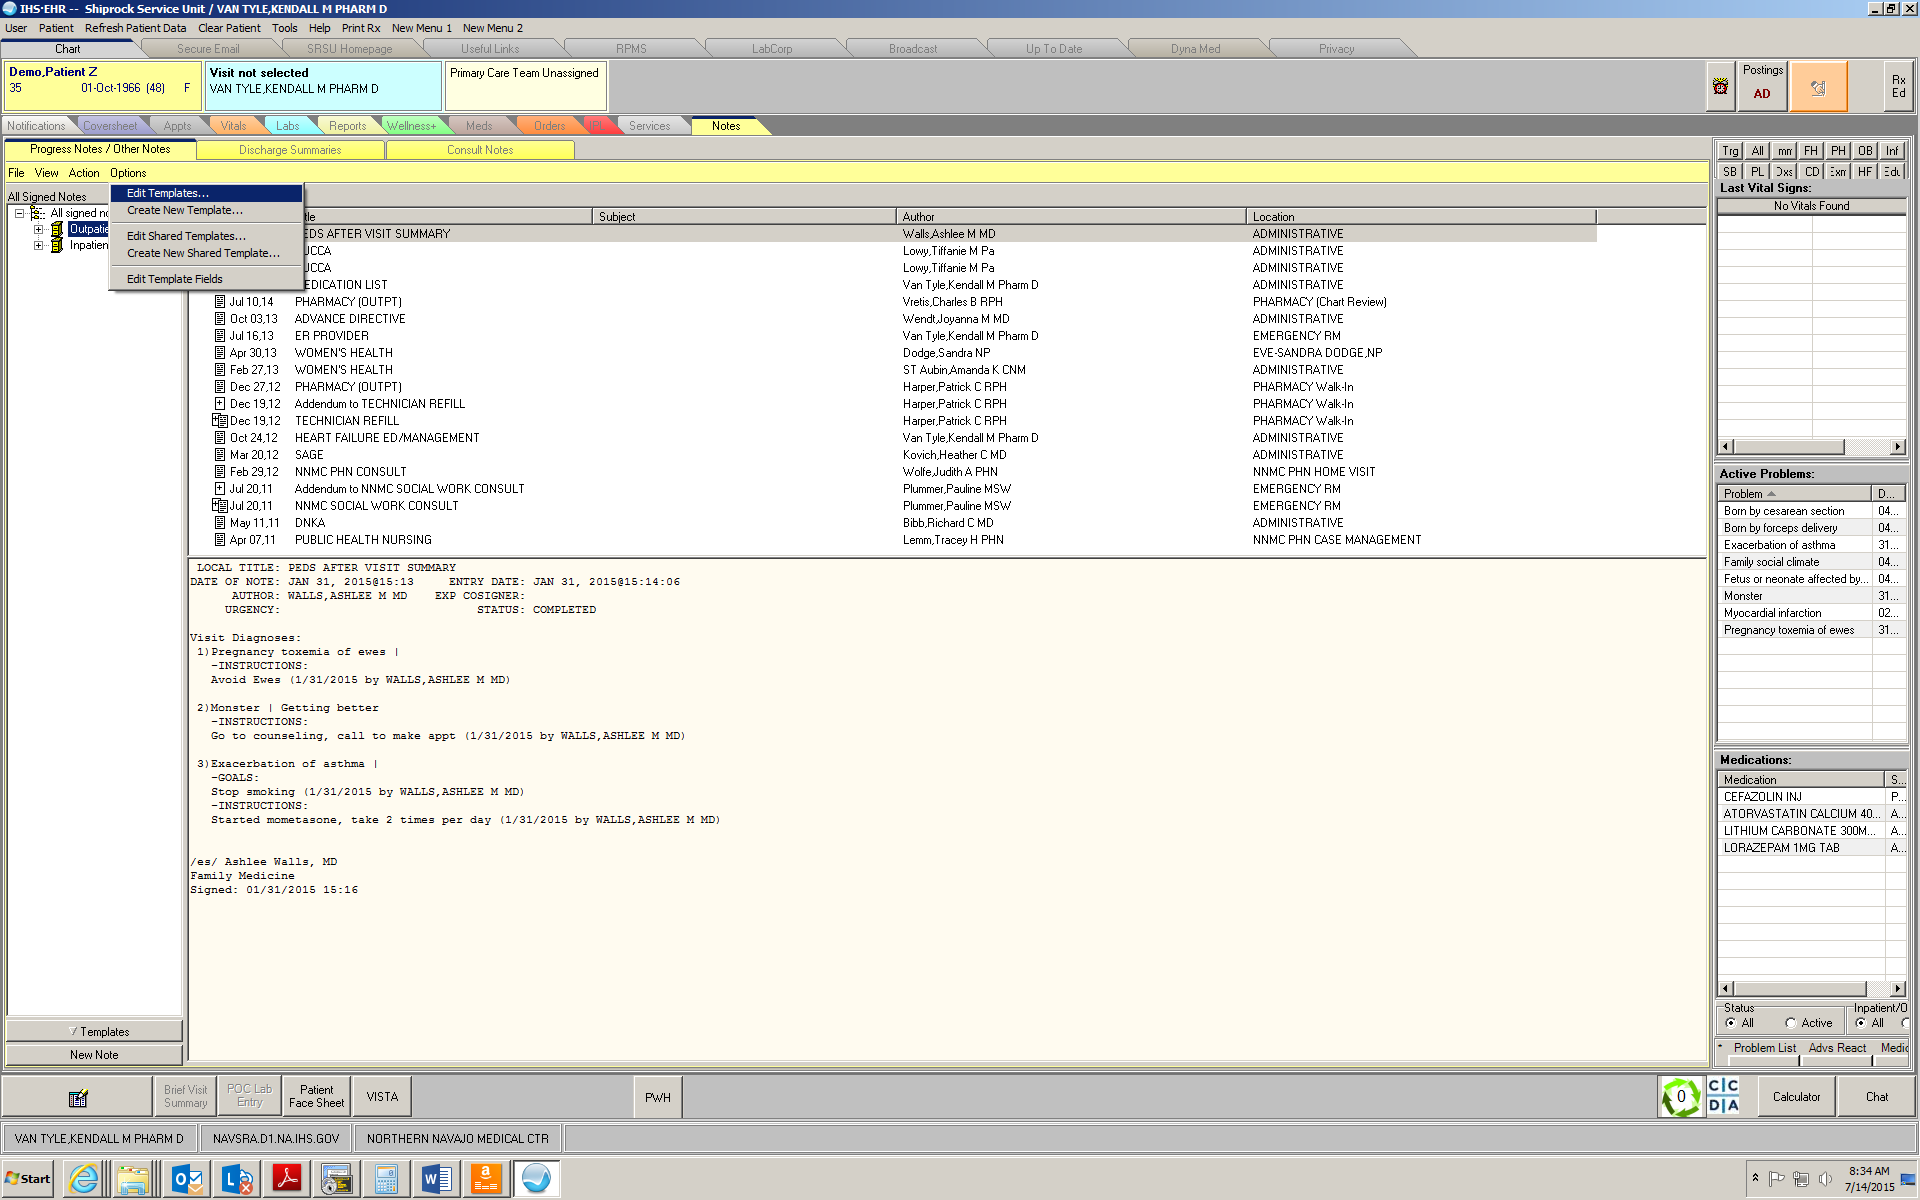 IHS-EHR -- Shiprock Service Unit / VAN TYLE,KENDALL M PHARM D
User Patient Refresh Patient Data Clear Patient Tools Help Print Rx New Menu 1 New Menu 2
Chart Secure Email SRSU Homepage Useful Links RPMS LabCorp Broadcast Up To Date Dyna Med Privacy
Demo,Patient Z
35 01-Oct-1966 (48) F
Visit not selected
VAN TYLE,KENDALL M PHARM D
Primary Care Team Unassigned
Postings
AD
Rx
Ed
Notifications Coversheet Appts Vitals Labs Reports Wellness+ Meds Orders IPL Services Notes
Progress Notes / Other Notes Discharge Summaries Consult Notes
File View Action Options
Edit Templates...
Create New Template...
Edit Shared Templates...
Create New Shared Template...
Edit Template Fields
All Signed Notes
All signed no
Outpatie
Inpatien
tle Subject Author Location
EDS AFTER VISIT SUMMARY Walls,Ashlee M MD ADMINISTRATIVE
UCCA Lowy,Tiffanie M Pa ADMINISTRATIVE
UCCA Lowy,Tiffanie M Pa ADMINISTRATIVE
EDICATION LIST Van Tyle,Kendall M Pharm D ADMINISTRATIVE
Jul 10,14 PHARMACY (OUTPT) Vretis,Charles B RPH PHARMACY (Chart Review)
Oct 03,13 ADVANCE DIRECTIVE Wendt,Joyanna M MD ADMINISTRATIVE
Jul 16,13 ER PROVIDER Van Tyle,Kendall M Pharm D EMERGENCY RM
Apr 30,13 WOMEN'S HEALTH Dodge,Sandra NP EVE-SANDRA DODGE,NP
Feb 27,13 WOMEN'S HEALTH ST Aubin,Amanda K CNM ADMINISTRATIVE
Dec 27,12 PHARMACY (OUTPT) Harper,Patrick C RPH PHARMACY Walk-In
Dec 19,12 Addendum to TECHNICIAN REFILL Harper,Patrick C RPH PHARMACY Walk-In
Dec 19,12 TECHNICIAN REFILL Harper,Patrick C RPH PHARMACY Walk-In
Oct 24,12 HEART FAILURE ED/MANAGEMENT Van Tyle,Kendall M Pharm D ADMINISTRATIVE
Mar 20,12 SAGE Kovich,Heather C MD ADMINISTRATIVE
Feb 29,12 NNMC PHN CONSULT Wolfe,Judith A PHN NNMC PHN HOME VISIT
Jul 20,11 Addendum to NNMC SOCIAL WORK CONSULT Plummer,Pauline MSW EMERGENCY RM
Jul 20,11 NNMC SOCIAL WORK CONSULT Plummer,Pauline MSW EMERGENCY RM
May 11,11 DNKA Bibb,Richard C MD ADMINISTRATIVE
Apr 07,11 PUBLIC HEALTH NURSING Lemm,Tracey H PHN NNMC PHN CASE MANAGEMENT
LOCAL TITLE: PEDS AFTER VISIT SUMMARY
DATE OF NOTE: JAN 31, 2015@15:13 ENTRY DATE: JAN 31, 2015@15:14:06
AUTHOR: WALLS,ASHLEE M MD EXP COSIGNER:
URGENCY: STATUS: COMPLETED
Visit Diagnoses:
1)Pregnancy toxemia of ewes |
-INSTRUCTIONS:
Avoid Ewes (1/31/2015 by WALLS,ASHLEE M MD)
2)Monster | Getting better
-INSTRUCTIONS:
Go to counseling, call to make appt (1/31/2015 by WALLS,ASHLEE M MD)
3)Exacerbation of asthma |
-GOALS:
Stop smoking (1/31/2015 by WALLS,ASHLEE M MD)
-INSTRUCTIONS:
Started mometasone, take 2 times per day (1/31/2015 by WALLS,ASHLEE M MD)
/es/ Ashlee Walls, MD
Family Medicine
Signed: 01/31/2015 15:16
Templates
New Note
Trg All FH PH OB Inf
SB PL Dxs CD Exm HF Edu
Last Vital Signs:
No Vitals Found
Active Problems:
Problem D...
Born by cesarean section 04...
Born by forceps delivery 04...
Exacerbation of asthma 31...
Family social climate 04...
Fetus or neonate affected by... 04...
Monster 31...
Myocardial infarction 02...
Pregnancy toxemia of ewes 31...
Medications:
Medication S...
CEFAZOLIN INJ P...
ATORVASTATIN CALCIUM 40... A...
LITHIUM CARBONATE 300M... A...
LORAZEPAM 1MG TAB A...
Status Inpatient/O
All Active All
* Problem List Advs React Medic
Brief Visit
Summary
POC Lab
Entry
Patient
Face Sheet
VISTA
PWH
0
C|C
D|A
Calculator
Chat
VAN TYLE,KENDALL M PHARM D NAVSRA.D1.NA.IHS.GOV NORTHERN NAVAJO MEDICAL CTR
Start
8:34 AM
7/14/2015